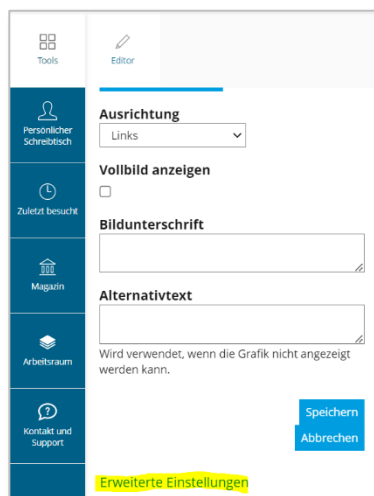 Tools
Editor
Persönlicher
Schreibtisch
Zuletzt besucht
Magazin
Arbeitsraum
Kontakt und
Support
Ausrichtung
Links
Vollbild anzeigen
Bildunterschrift
Alternativtext
Wird verwendet, wenn die Grafik nicht angezeigt
werden kann.
Speichern
Abbrechen
Erweiterte Einstellungen